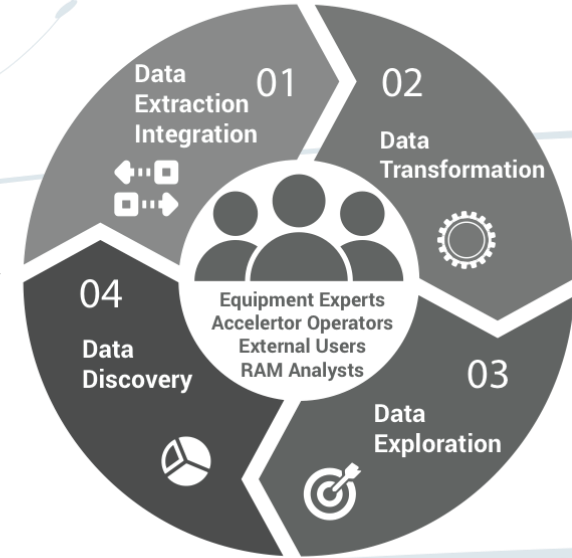 Data
Extraction
Integration
01
02
Data
Transformation
03
Data
Exploration
04
Data
Discovery
Equipment Experts
Accelertor Operators
External Users
RAM Analysts